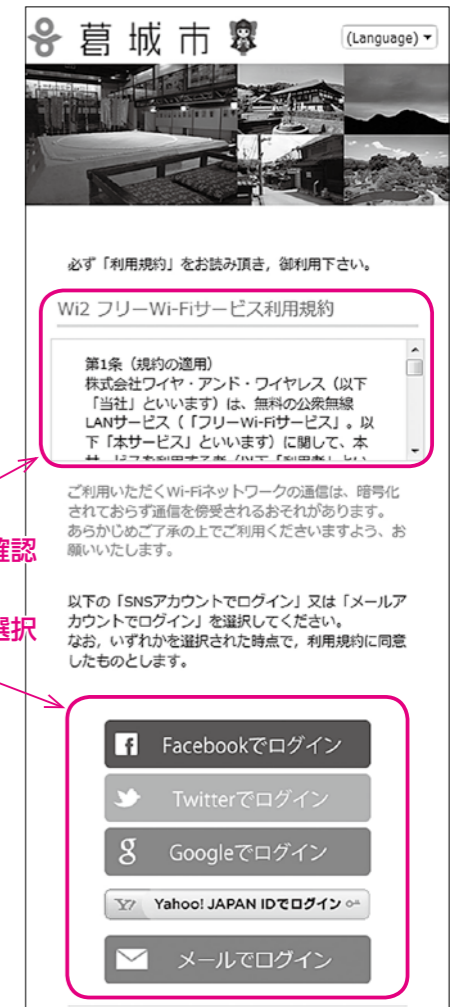 葛城市
(Language)
必ず「利用規約」をお読み頂き，御利用下さい。
Wi2 フリーWi-Fiサービス利用規約
第1条（規約の適用）
株式会社ワイヤ・アンド・ワイヤレス（以下
「当社」といいます）は、無料の公衆無線
LANサービス（「フリーWi-Fiサービス」。以
下「本サービス」といいます）に関して、本
ご利用いただくWi-Fiネットワークの通信は、暗号化
されておらず通信を傍受されるおそれがあります。
あらかじめご了承の上でご利用くださいますよう、お
願いいたします。
確認
以下の「SNSアカウントでログイン」又は「メールア
カウントでログイン」を選択してください。
選択
なお，いずれかを選択された時点で，利用規約に同意
したものとします。
Facebookでログイン
Twitterでログイン
Googleでログイン
Yahoo! JAPAN IDでログイン
メールでログイン